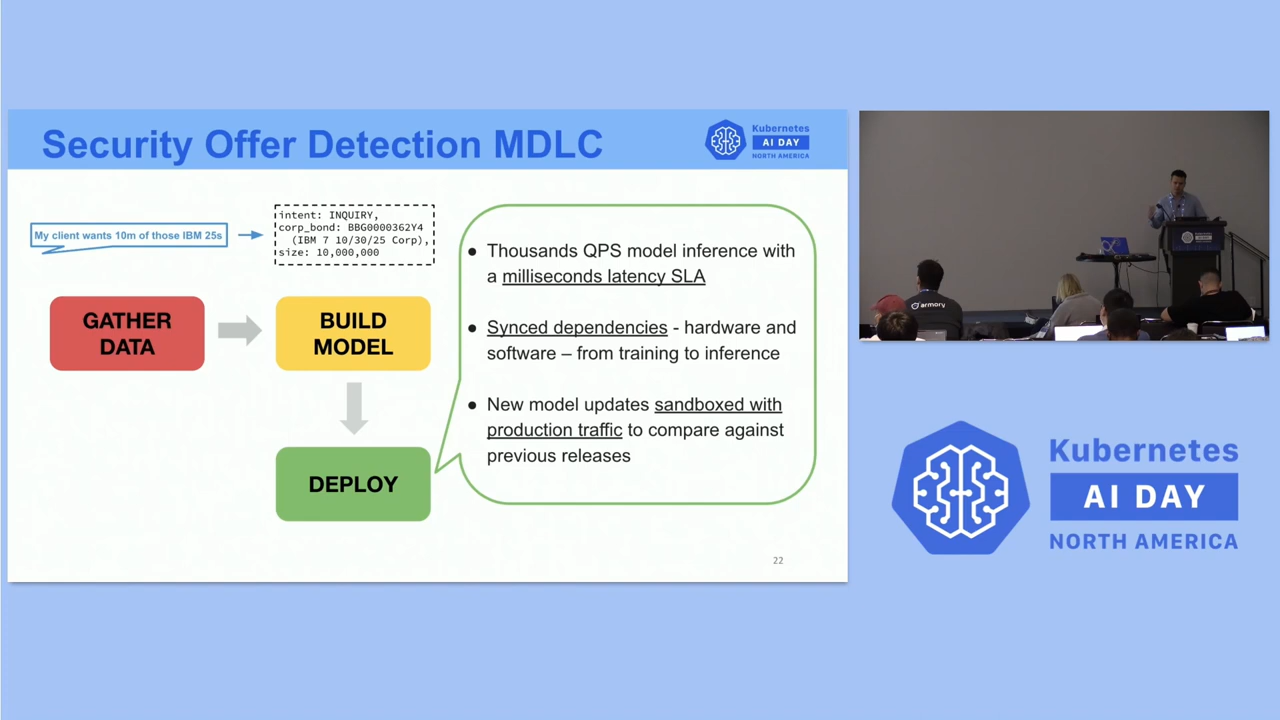 Security Offer Detection MDLC
Kubernetes
AI DAY
NORTH AMERICA
My client wants 10m of those IBM 25s
intent: INQUIRY,
corp_bond: BBG0000362Y4
(IBM 7 10/30/25 Corp),
size: 10,000,000
GATHER
DATA
BUILD
MODEL
DEPLOY
● Thousands QPS model inference with
a milliseconds latency SLA
● Synced dependencies - hardware and
software – from training to inference
● New model updates sandboxed with
production traffic to compare against
previous releases
22
armory
Kubernetes
AI DAY
NORTH AMERICA